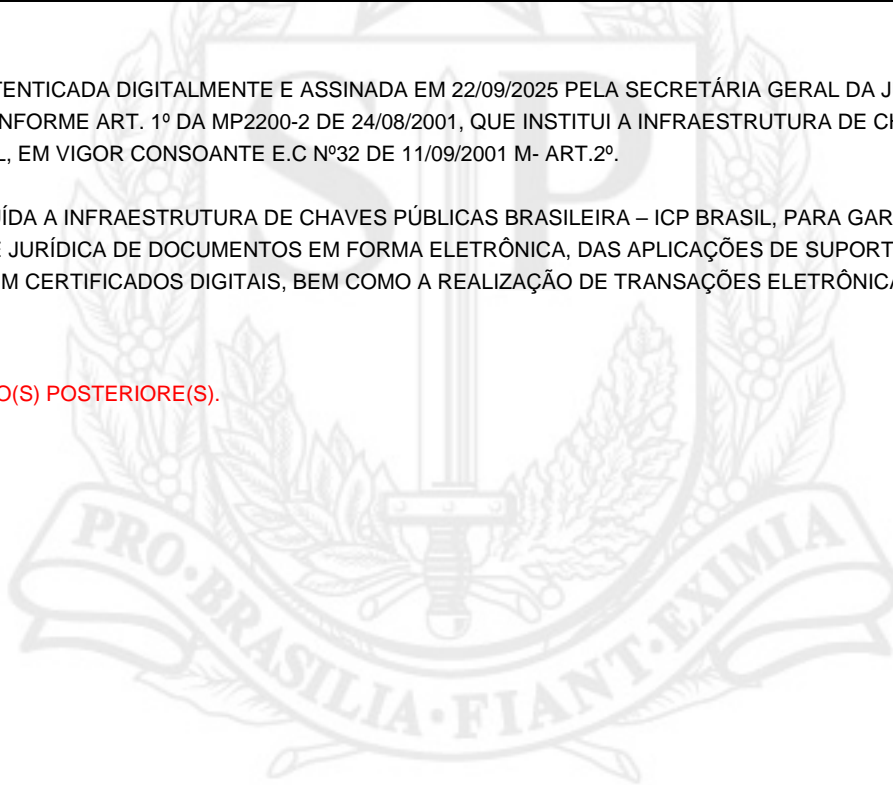 TENTICADA DIGITALMENTE E ASSINADA EM 22/09/2025 PELA SECRETÁRIA GERAL DA J
NFORME ART. 1º DA MP2200-2 DE 24/08/2001, QUE INSTITUI A INFRAESTRUTURA DE CH
L, EM VIGOR CONSOANTE E.C Nº32 DE 11/09/2001 M- ART.2º.
ÍDA A INFRAESTRUTURA DE CHAVES PÚBLICAS BRASILEIRA – ICP BRASIL, PARA GAR
E JURÍDICA DE DOCUMENTOS EM FORMA ELETRÔNICA, DAS APLICAÇÕES DE SUPORT
M CERTIFICADOS DIGITAIS, BEM COMO A REALIZAÇÃO DE TRANSAÇÕES ELETRÔNICA
O(S) POSTERIORE(S).
SP
PRO·BRASILIA·FIANT·EXIMIA